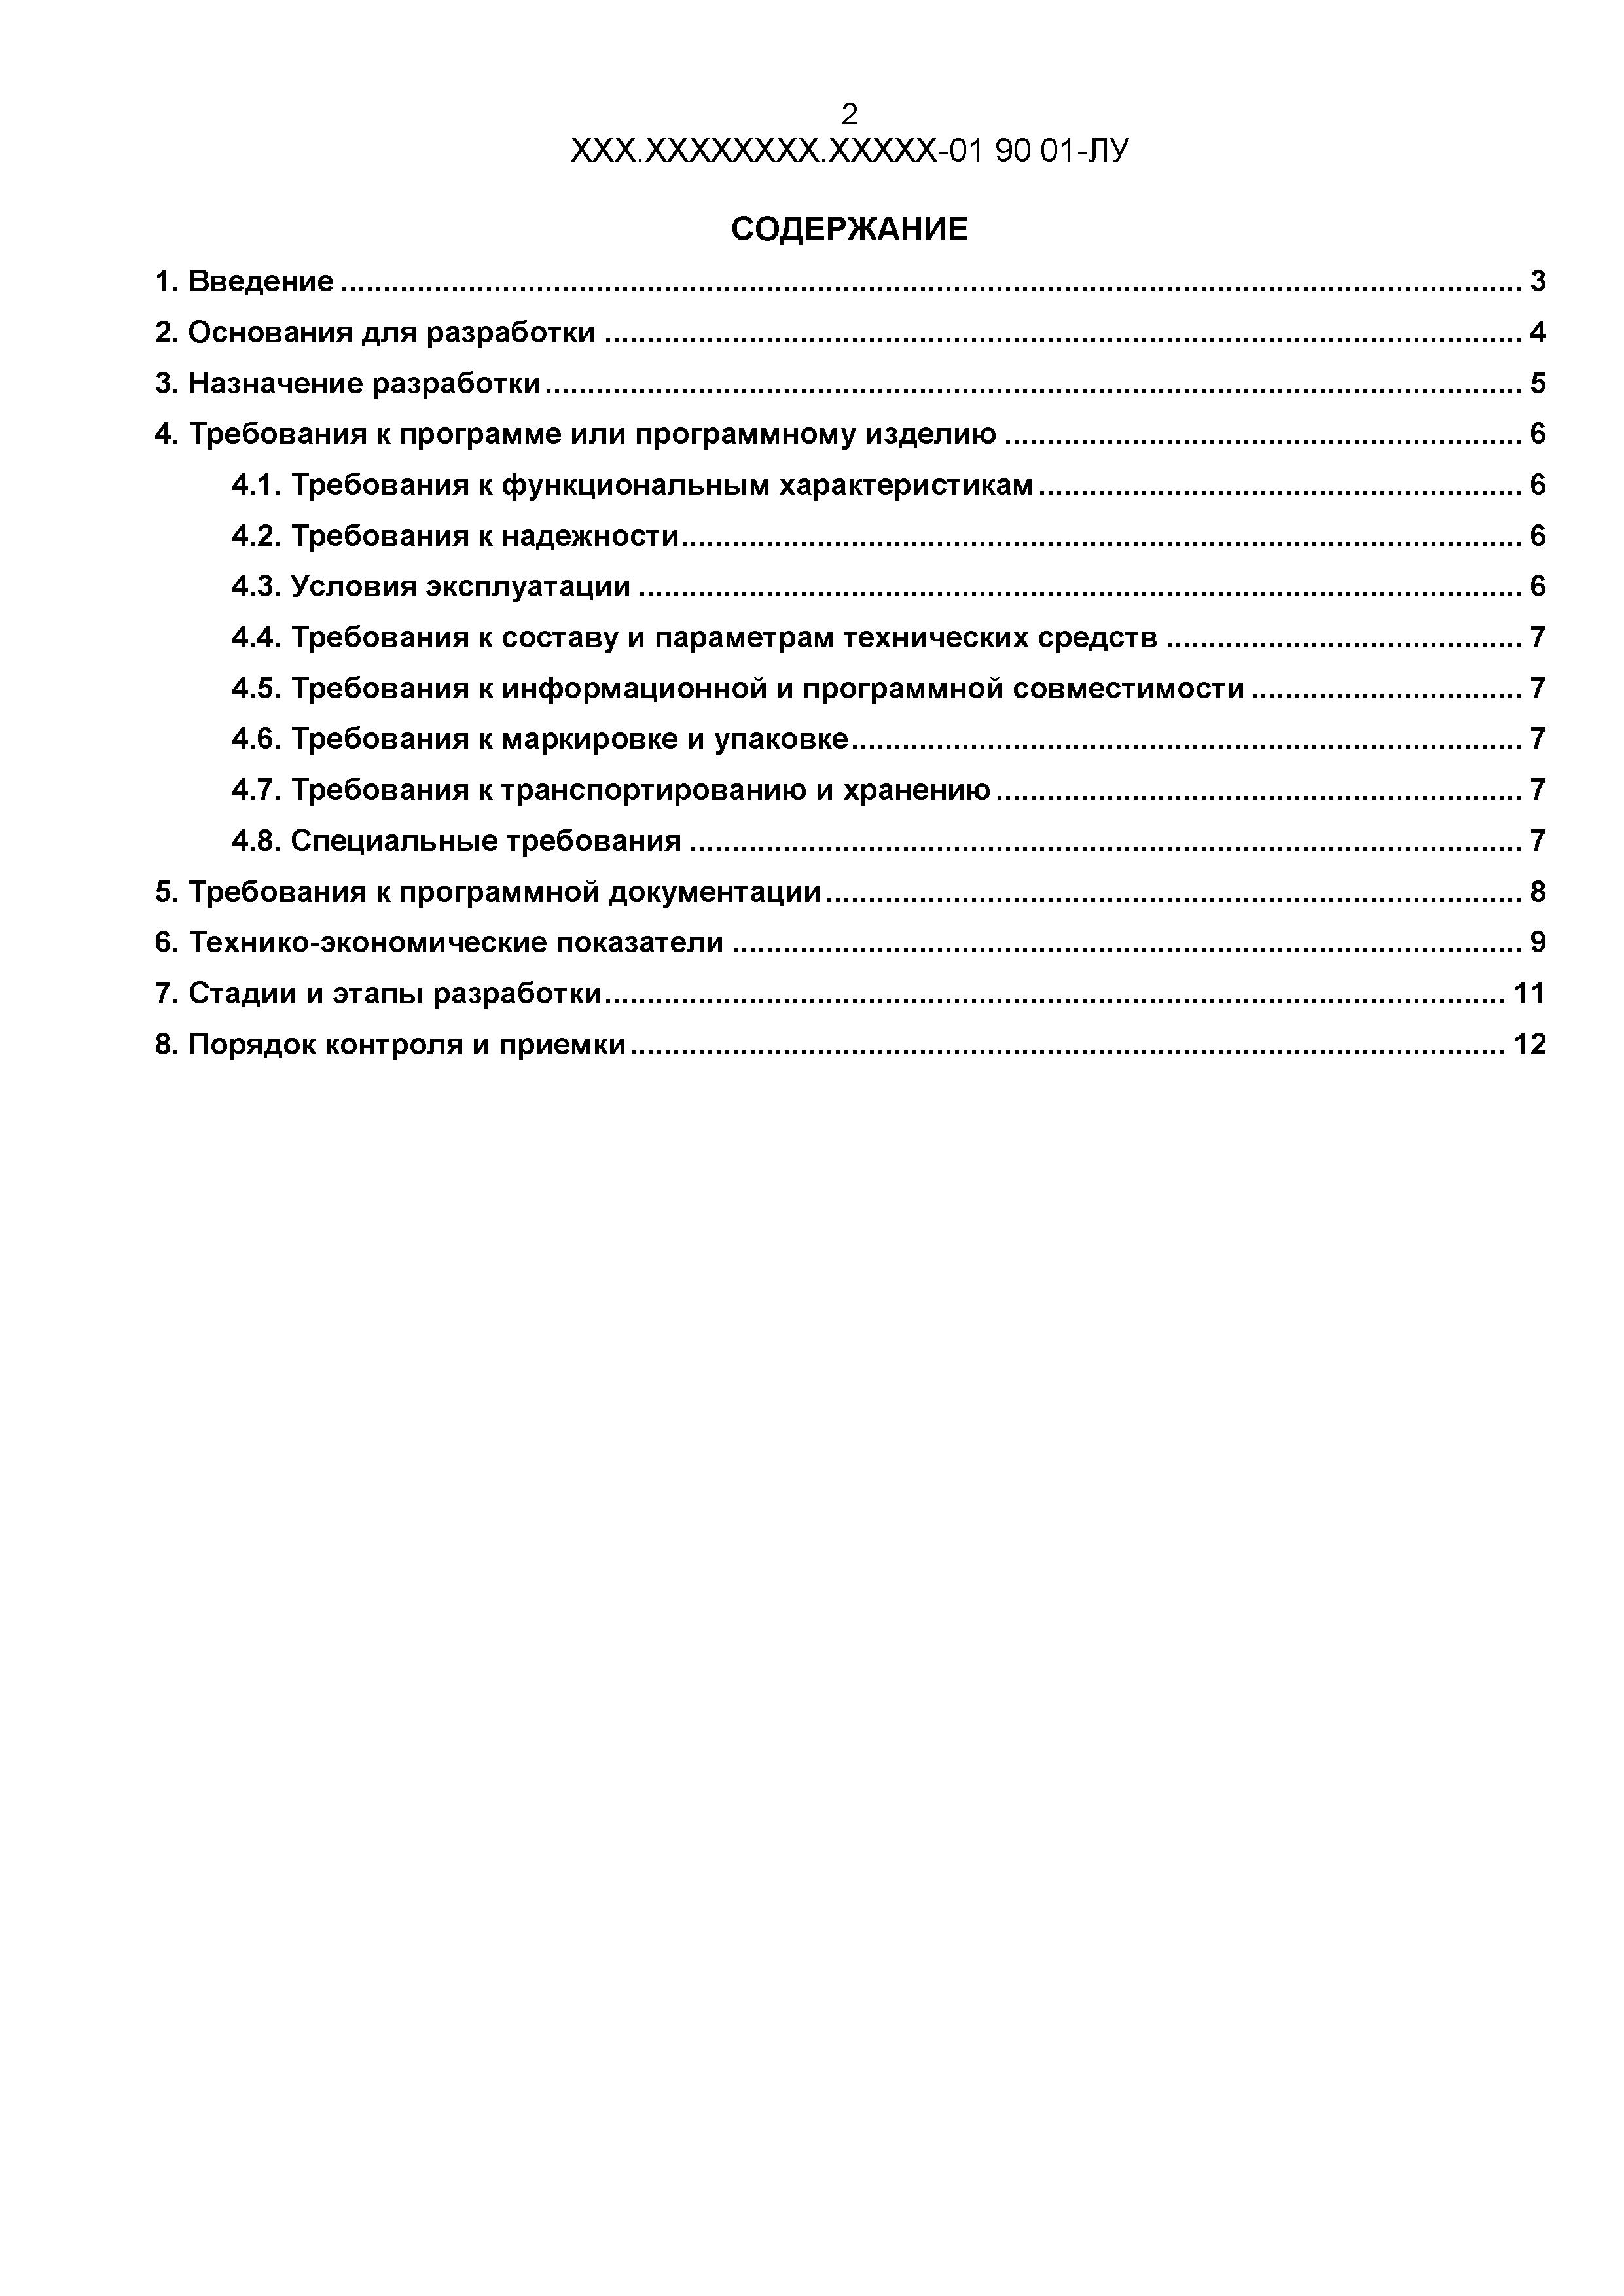 2
XXX.XXXXXXXX.XXXXX-01 90 01-ЛУ
СОДЕРЖАНИЕ
1. Введение ........ 3
2. Основания для разработки ........ 4
3. Назначение разработки ........ 5
4. Требования к программе или программному изделию ........ 6
4.1. Требования к функциональным характеристикам ........ 6
4.2. Требования к надежности ........ 6
4.3. Условия эксплуатации ........ 6
4.4. Требования к составу и параметрам технических средств ........ 7
4.5. Требования к информационной и программной совместимости ........ 7
4.6. Требования к маркировке и упаковке ........ 7
4.7. Требования к транспортированию и хранению ........ 7
4.8. Специальные требования ........ 7
5. Требования к программной документации ........ 8
6. Технико-экономические показатели ........ 9
7. Стадии и этапы разработки ........ 11
8. Порядок контроля и приемки ........ 12